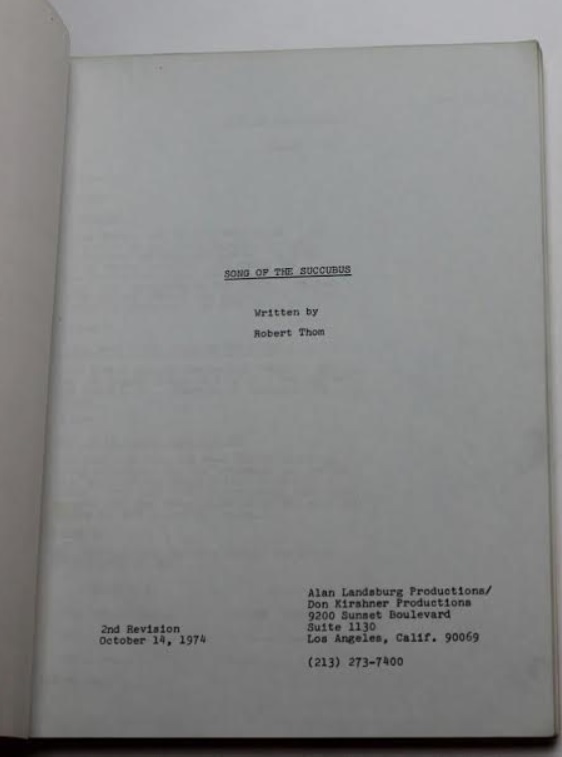 SONG OF THE SUCCUBUS
Written by
Robert Thom
Alan Landsburg Productions/
Don Kirshner Productions
9200 Sunset Boulevard
Suite 1130
Los Angeles, Calif. 90069
(213) 273-7400
2nd Revision
October 14, 1974